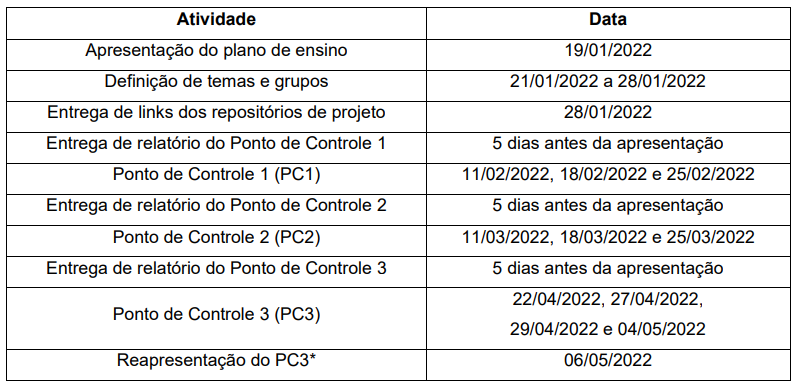 Atividade Data
Apresentação do plano de ensino 19/01/2022
Definição de temas e grupos 21/01/2022 a 28/01/2022
Entrega de links dos repositórios de projeto 28/01/2022
Entrega de relatório do Ponto de Controle 1 5 dias antes da apresentação
Ponto de Controle 1 (PC1) 11/02/2022, 18/02/2022 e 25/02/2022
Entrega de relatório do Ponto de Controle 2 5 dias antes da apresentação
Ponto de Controle 2 (PC2) 11/03/2022, 18/03/2022 e 25/03/2022
Entrega de relatório do Ponto de Controle 3 5 dias antes da apresentação
Ponto de Controle 3 (PC3) 22/04/2022, 27/04/2022,
29/04/2022 e 04/05/2022
Reapresentação do PC3* 06/05/2022